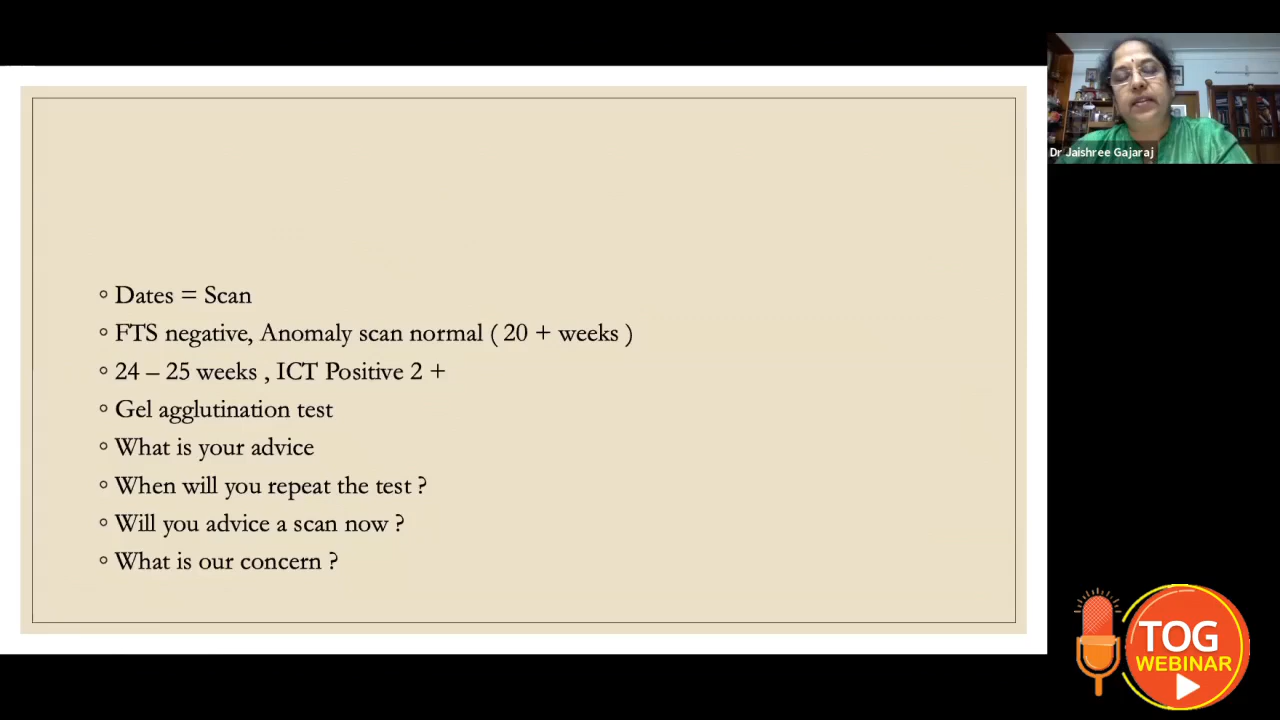 Dr Jaishree Gajaraj
◦ Dates = Scan
◦ FTS negative, Anomaly scan normal ( 20 + weeks )
◦ 24 – 25 weeks , ICT Positive 2 +
◦ Gel agglutination test
◦ What is your advice
◦ When will you repeat the test ?
◦ Will you advice a scan now ?
◦ What is our concern ?
TOG
WEBINAR